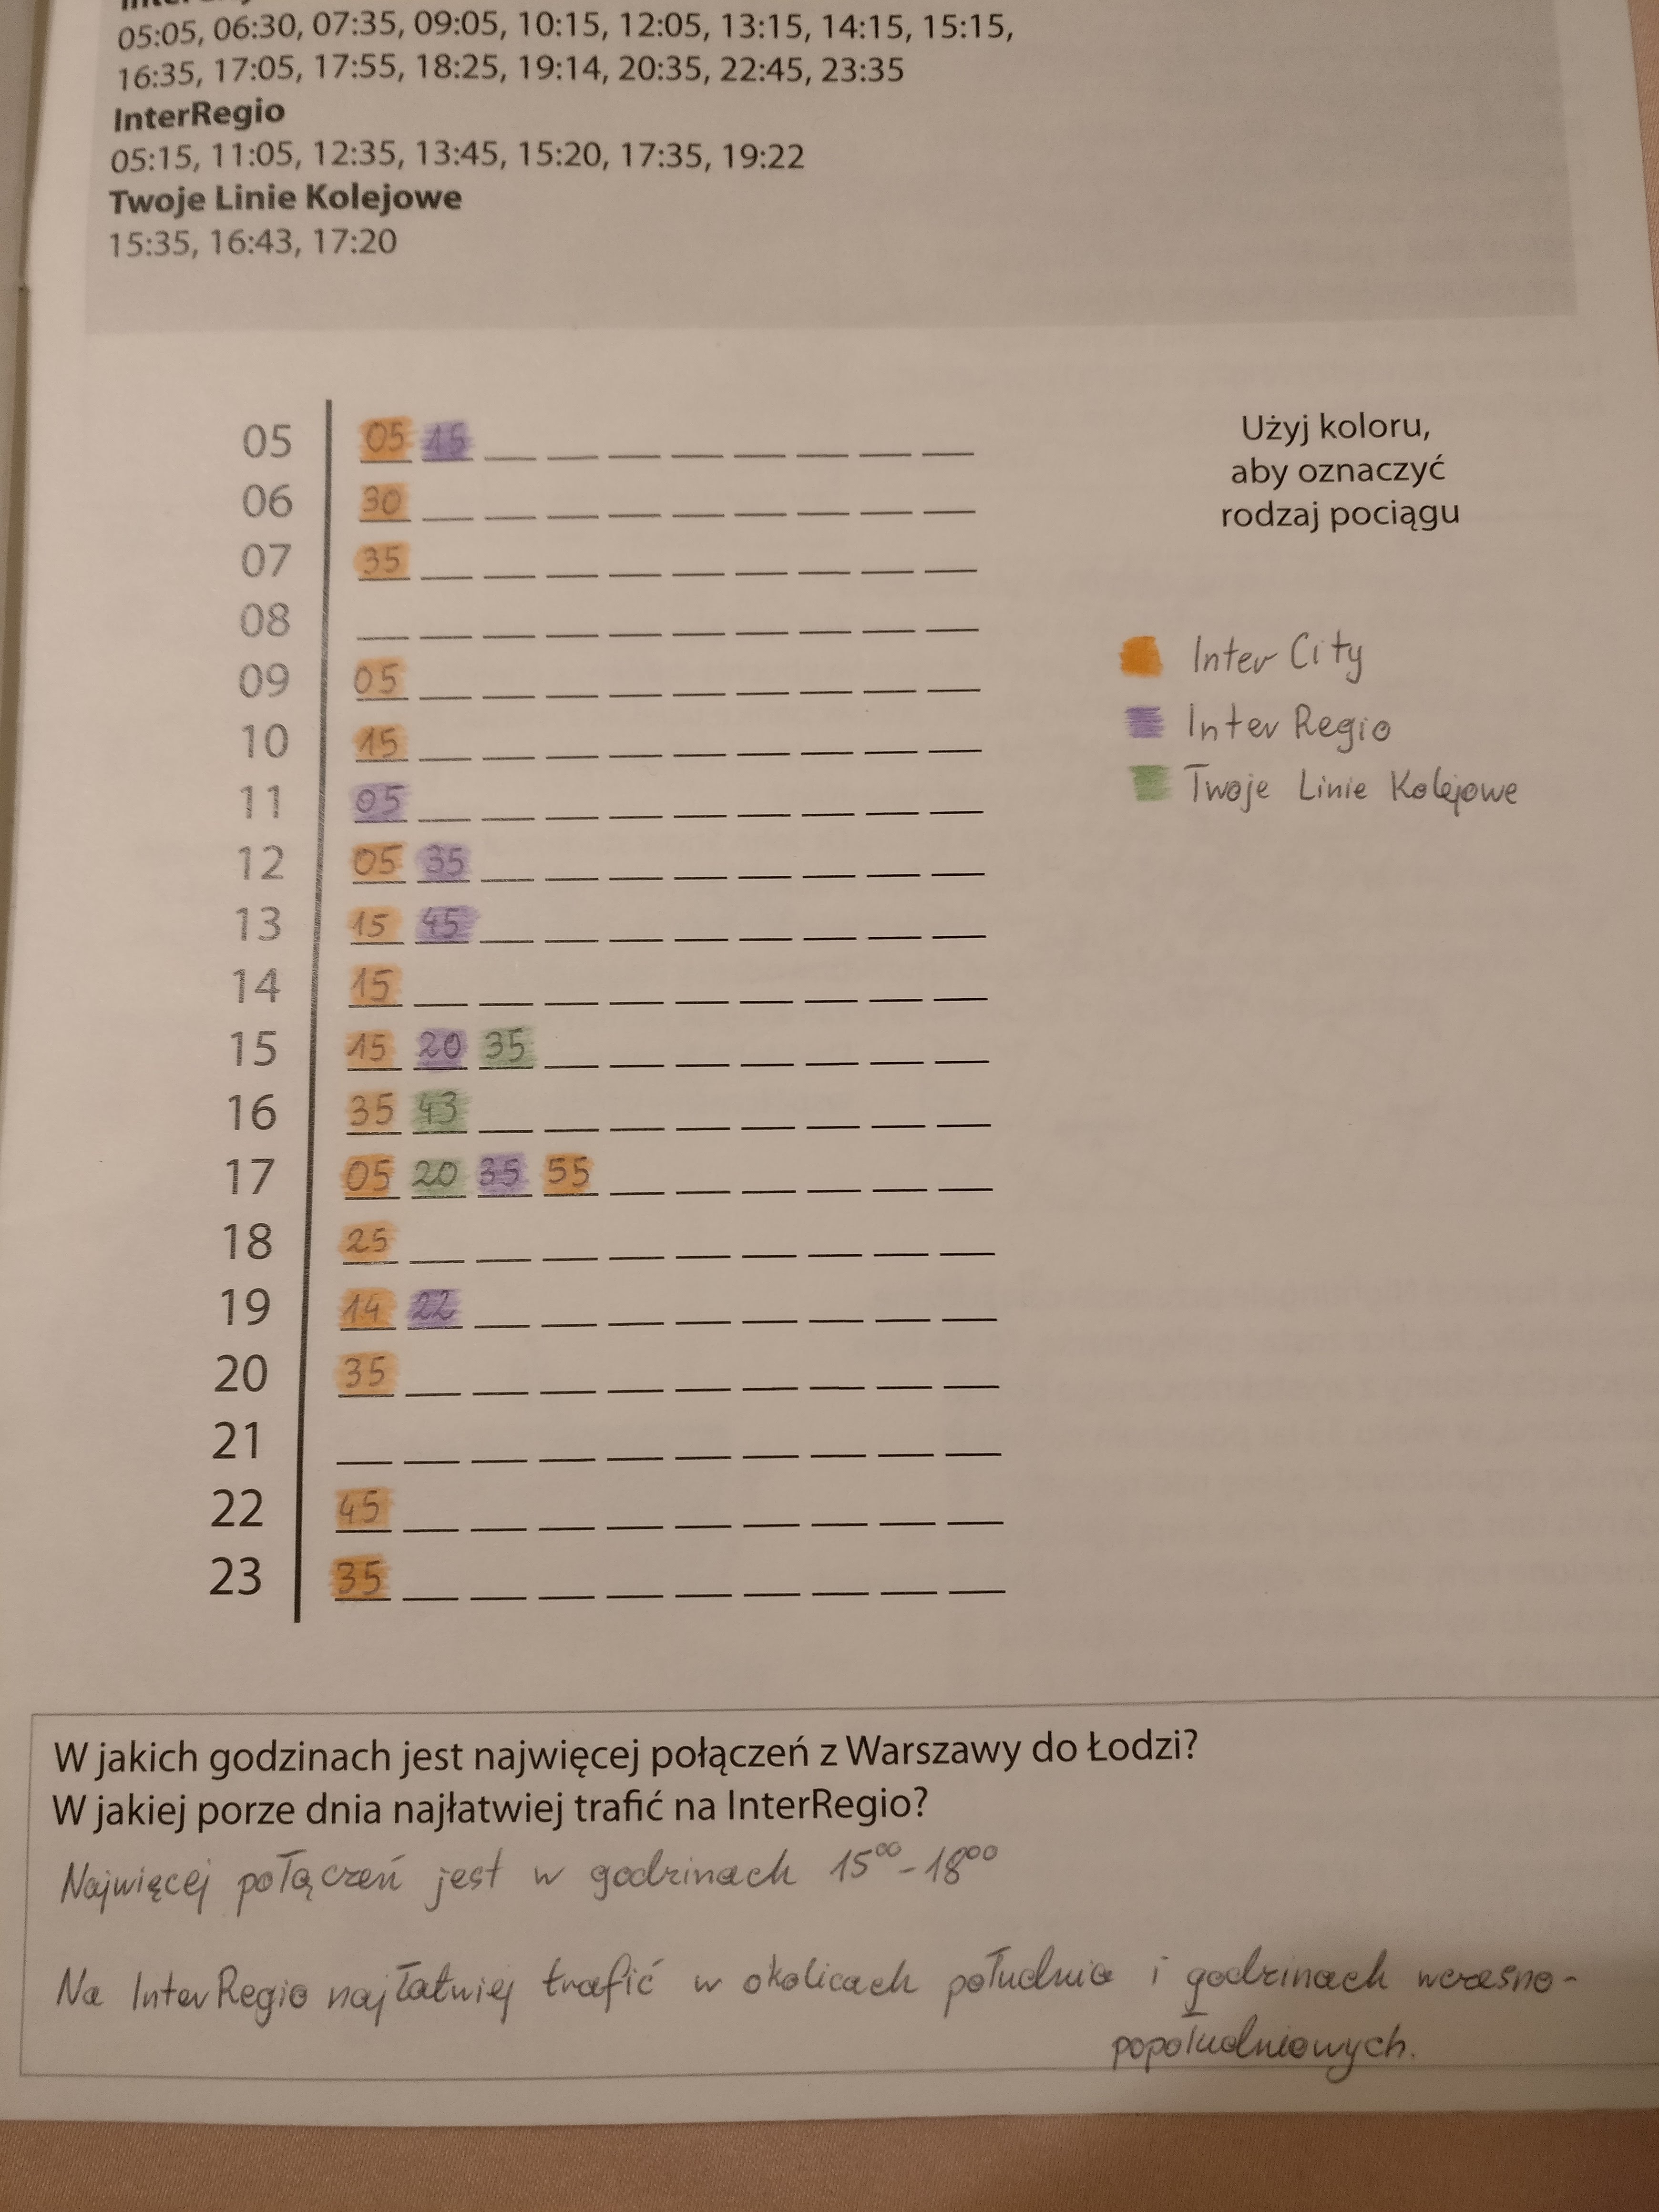 05:05, 06:30, 07:35, 09:05, 10:15, 12:05, 13:15, 14:15, 15:15,
16:35, 17:05, 17:55, 18:25, 19:14, 20:35, 22:45, 23:35
InterRegio
05:15, 11:05, 12:35, 13:45, 15:20, 17:35, 19:22
Twoje Linie Kolejowe
15:35, 16:43, 17:20
05 05 15
06 30
07 35
08
09 05
10 15
11 05
12 05 35
13 15 45
14 15
15 15 20 35
16 35 43
17 05 20 35 55
18 25
19 14 22
20 35
21
22 45
23 35
Użyj koloru,
aby oznaczyć
rodzaj pociągu
Inter City
Inter Regio
Twoje Linie Kolejowe
W jakich godzinach jest najwięcej połączeń z Warszawy do Łodzi?
W jakiej porze dnia najłatwiej trafić na InterRegio?
Najwięcej połączeń jest w godzinach 15⁰⁰-18⁰⁰
Na InterRegio najłatwiej trafić w okolicach południa i godzinach wczesno-
popołudniowych.